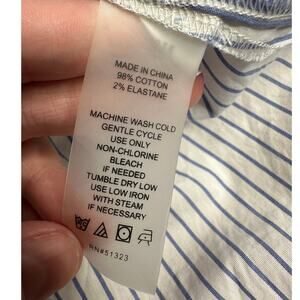 MADE IN CHINA
98% COTTON
2% ELASTANE
MACHINE WASH COLD
GENTLE CYCLE
USE ONLY
NON-CHLORINE
BLEACH
IF NEEDED
TUMBLE DRY LOW
USE LOW IRON
WITH STEAM
IF NECESSARY
RN#51323